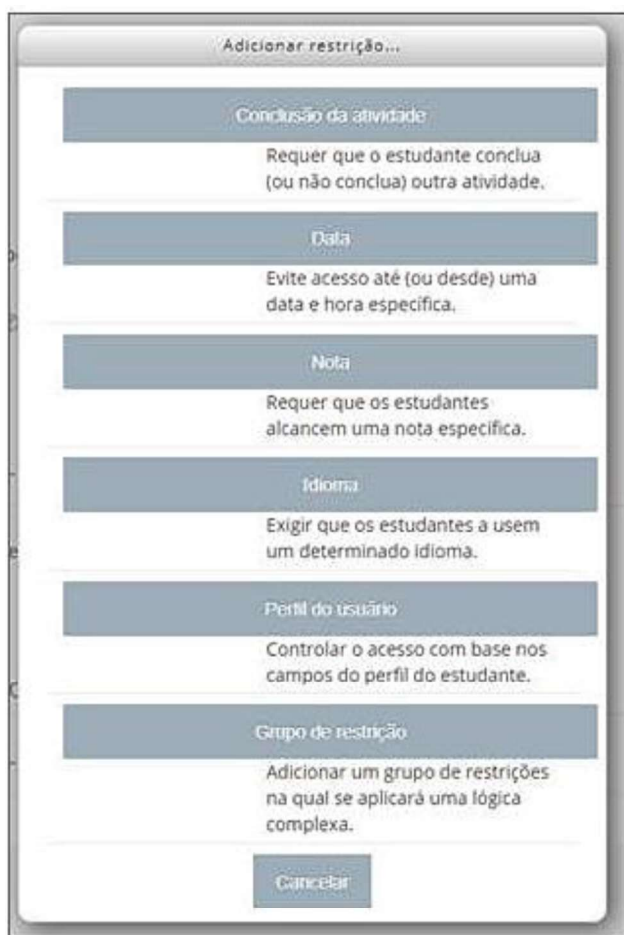 Adicionar restrição...
Conclusão da atividade
Requer que o estudante conclua
(ou não conclua) outra atividade.
Data
Evite acesso até (ou desde) uma
data e hora específica.
Nota
Requer que os estudantes
alcancem uma nota específica.
Idioma
Exigir que os estudantes a usem
um determinado idioma.
Perfil do usuário
Controlar o acesso com base nos
campos do perfil do estudante.
Grupo de restrição
Adicionar um grupo de restrições
na qual se aplicará uma lógica
complexa.
Cancelar